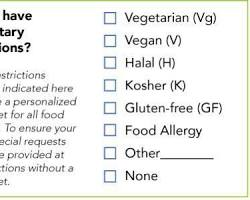 have
tary
ions?
strictions
indicated here
e a personalized
et for all food
. To ensure your
ecial requests
e provided at
ctions without a
et.
Vegetarian (Vg)
Vegan (V)
Halal (H)
Kosher (K)
Gluten-free (GF)
Food Allergy
Other________
None